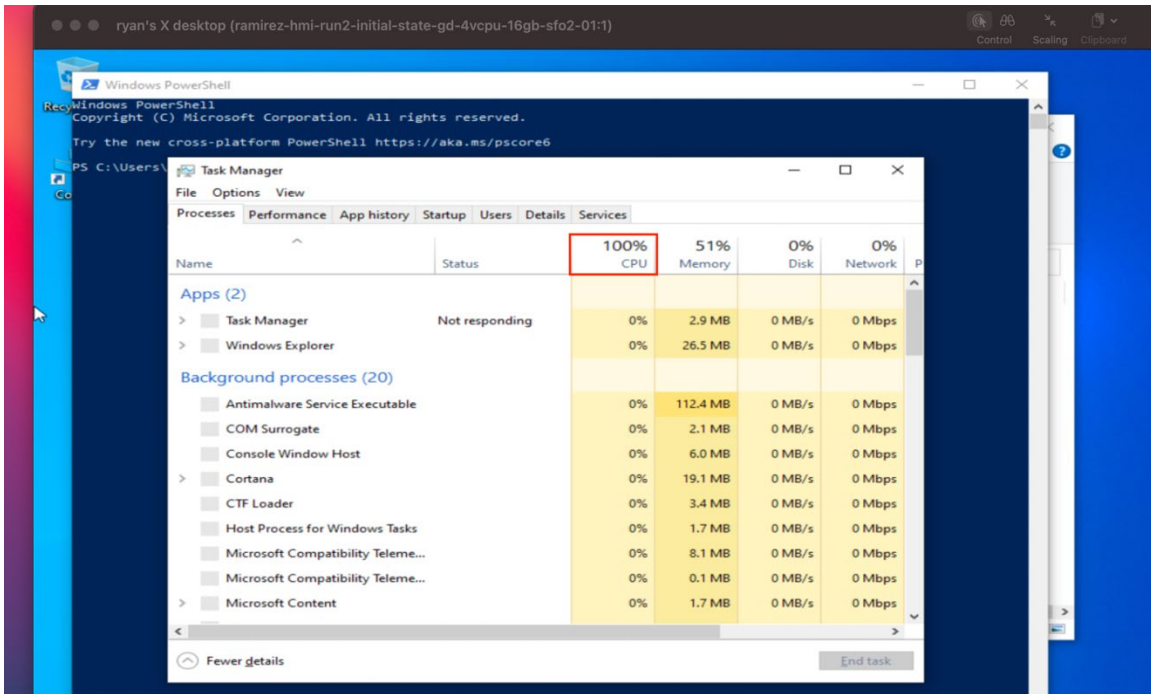 ryan's X desktop (ramirez-hmi-run2-initial-state-gd-4vcpu-16gb-sfo2-01:1)
Control Scaling Clipboard
Windows PowerShell
Windows PowerShell
Copyright (C) Microsoft Corporation. All rights reserved.
Try the new cross-platform PowerShell https://aka.ms/pscore6
PS C:\Users\
Recy
Co
Task Manager
File Options View
Processes Performance App history Startup Users Details Services
100% 51% 0% 0%
Name Status CPU Memory Disk Network P
Apps (2)
Task Manager Not responding 0% 2.9 MB 0 MB/s 0 Mbps
Windows Explorer 0% 26.5 MB 0 MB/s 0 Mbps
Background processes (20)
Antimalware Service Executable 0% 112.4 MB 0 MB/s 0 Mbps
COM Surrogate 0% 2.1 MB 0 MB/s 0 Mbps
Console Window Host 0% 6.0 MB 0 MB/s 0 Mbps
Cortana 0% 19.1 MB 0 MB/s 0 Mbps
CTF Loader 0% 3.4 MB 0 MB/s 0 Mbps
Host Process for Windows Tasks 0% 1.7 MB 0 MB/s 0 Mbps
Microsoft Compatibility Teleme... 0% 8.1 MB 0 MB/s 0 Mbps
Microsoft Compatibility Teleme... 0% 0.1 MB 0 MB/s 0 Mbps
Microsoft Content 0% 1.7 MB 0 MB/s 0 Mbps
Fewer details End task